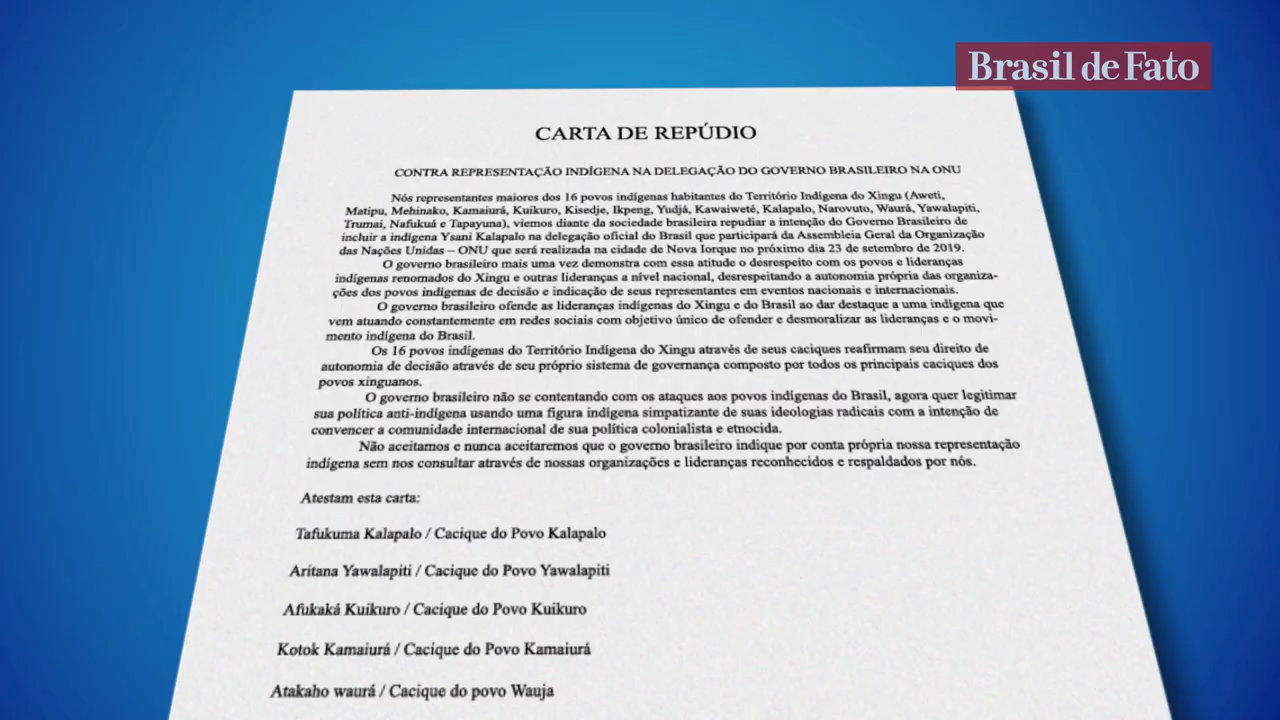 Brasil de Fato
CARTA DE REPÚDIO
CONTRA REPRESENTAÇÃO INDÍGENA NA DELEGAÇÃO DO GOVERNO BRASILEIRO NA ONU
Nós representantes maiores dos 16 povos indígenas habitantes do Território Indígena do Xingu (Aweti,
Matipu, Mehinako, Kamaiurá, Kuikuro, Kisedje, Ikpeng, Yudjá, Kawaiweté, Kalapalo, Narovuto, Waurá, Yawalapiti,
Trumai, Nafukuá e Tapayuna), viemos diante da sociedade brasileira repudiar a intenção do Governo Brasileiro de
incluir a indígena Ysani Kalapalo na delegação oficial do Brasil que participará da Assembleia Geral da Organização
das Nações Unidas – ONU que será realizada na cidade de Nova Iorque no próximo dia 23 de setembro de 2019.
O governo brasileiro mais uma vez demonstra com essa atitude o desrespeito com os povos e lideranças
indígenas renomados do Xingu e outras lideranças a nível nacional, desrespeitando a autonomia própria das organiza-
ções dos povos indígenas de decisão e indicação de seus representantes em eventos nacionais e internacionais.
O governo brasileiro ofende as lideranças indígenas do Xingu e do Brasil ao dar destaque a uma indígena que
vem atuando constantemente em redes sociais com objetivo único de ofender e desmoralizar as lideranças e o movi-
mento indígena do Brasil.
Os 16 povos indígenas do Território Indígena do Xingu através de seus caciques reafirmam seu direito de
autonomia de decisão através de seu próprio sistema de governança composto por todos os principais caciques dos
povos xinguanos.
O governo brasileiro não se contentando com os ataques aos povos indígenas do Brasil, agora quer legitimar
sua política anti-indígena usando uma figura indígena simpatizante de suas ideologias radicais com a intenção de
convencer a comunidade internacional de sua política colonialista e etnocida.
Não aceitamos e nunca aceitaremos que o governo brasileiro indique por conta própria nossa representação
indígena sem nos consultar através de nossas organizações e lideranças reconhecidos e respaldados por nós.
Atestam esta carta:
Tafukuma Kalapalo / Cacique do Povo Kalapalo
Aritana Yawalapiti / Cacique do Povo Yawalapiti
Afukaká Kuikuro / Cacique do Povo Kuikuro
Kotok Kamaiurá / Cacique do Povo Kamaiurá
Atakaho waurá / Cacique do povo Wauja